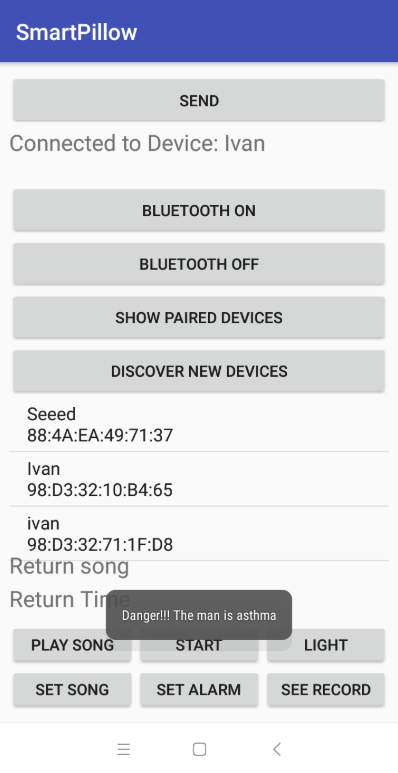 SmartPillow
SEND
Connected to Device: Ivan
BLUETOOTH ON
BLUETOOTH OFF
SHOW PAIRED DEVICES
DISCOVER NEW DEVICES
Seeed
88:4A:EA:49:71:37
Ivan
98:D3:32:10:B4:65
ivan
98:D3:32:71:1F:D8
Return song
Return Time
Danger!!! The man is asthma
PLAY SONG START LIGHT
SET SONG SET ALARM SEE RECORD